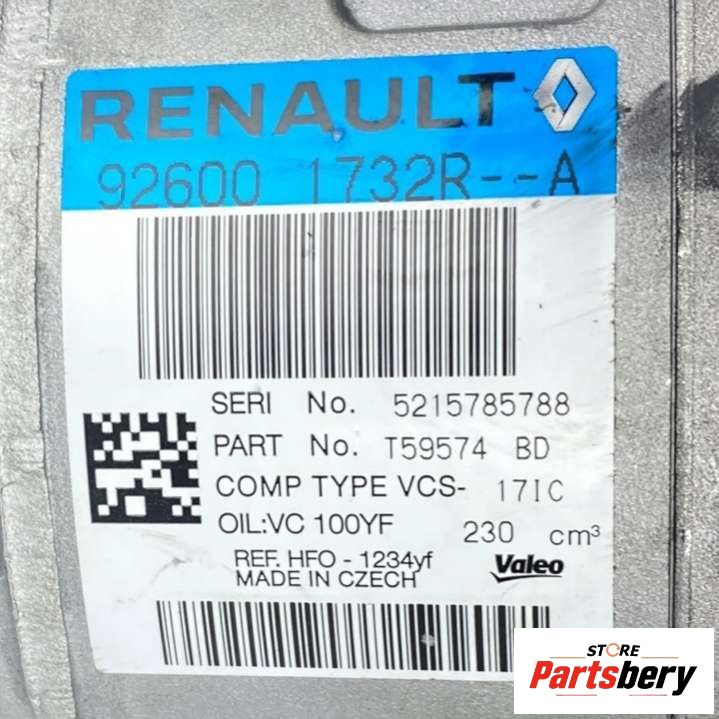 RENAULT
92600 1732R--A
SERI No. 5215785788
PART No. T59574 BD
COMP TYPE VCS- 17IC
OIL:VC 100YF 230 cm³
REF. HFO - 1234yf
MADE IN CZECH
Valeo
STORE
Partsbery